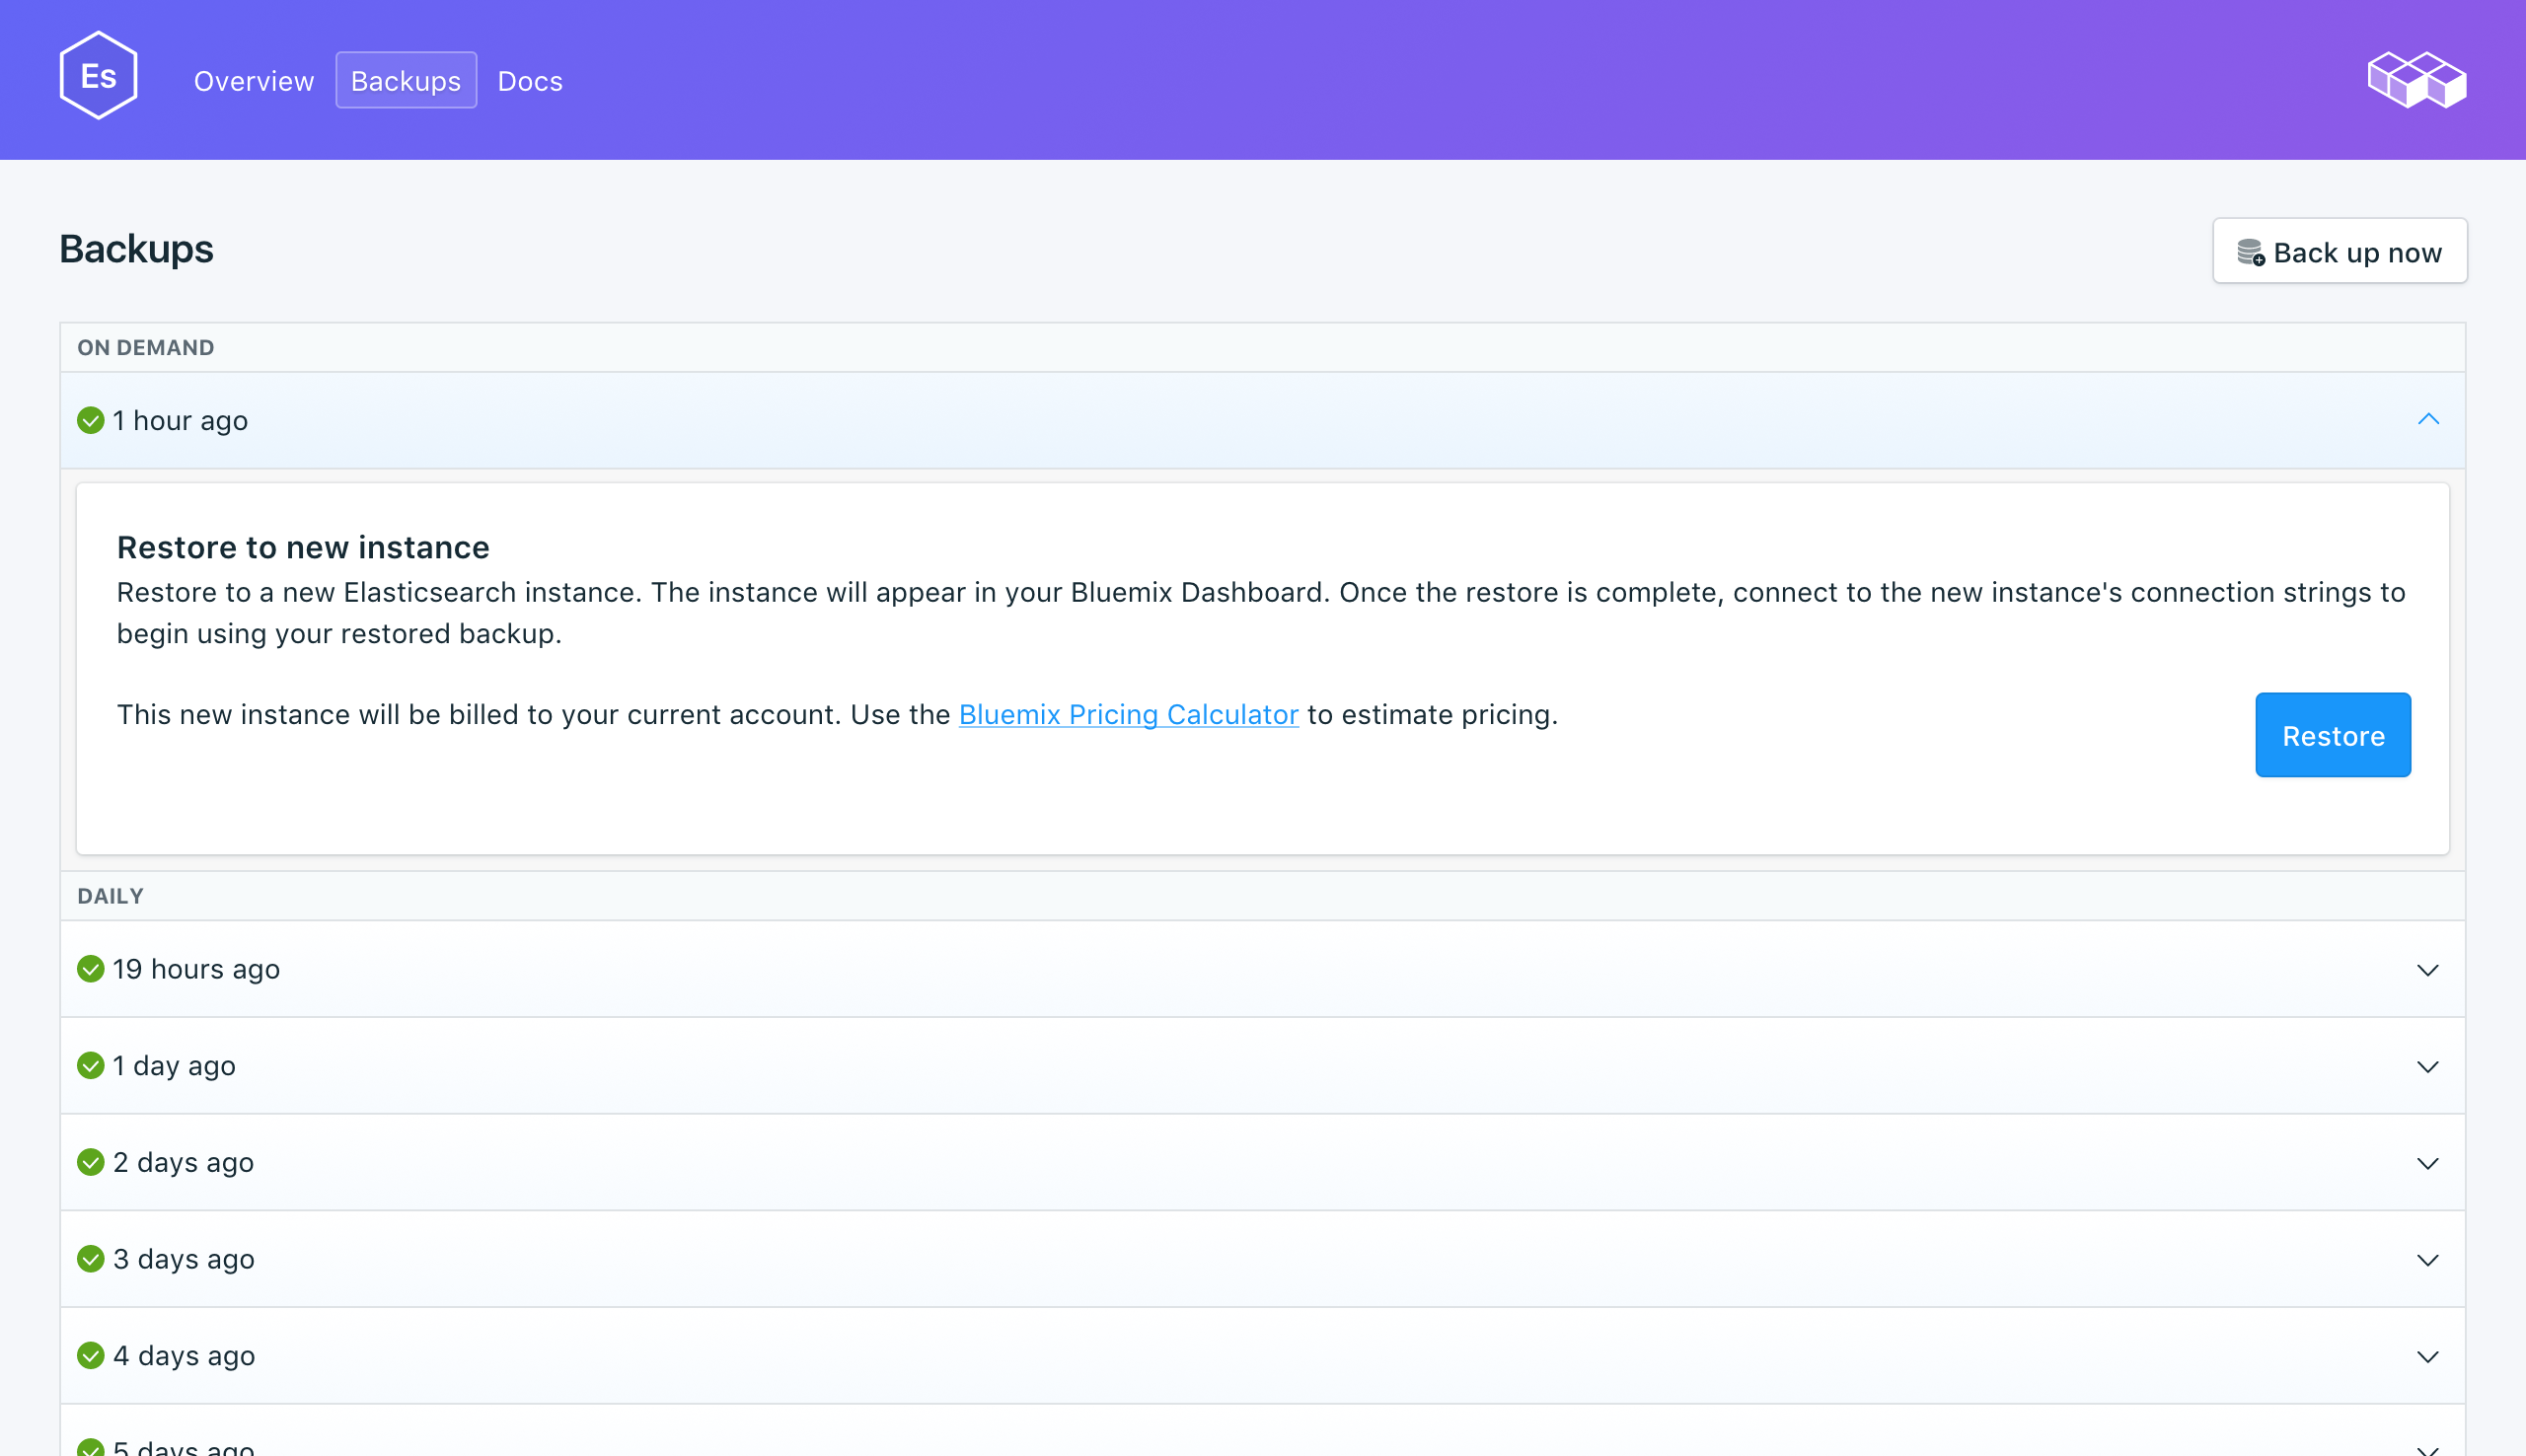 Es
Overview Backups Docs
Backups
Back up now
ON DEMAND
1 hour ago
Restore to new instance
Restore to a new Elasticsearch instance. The instance will appear in your Bluemix Dashboard. Once the restore is complete, connect to the new instance's connection strings to
begin using your restored backup.
This new instance will be billed to your current account. Use the Bluemix Pricing Calculator to estimate pricing.
Restore
DAILY
19 hours ago
1 day ago
2 days ago
3 days ago
4 days ago
5 days ago